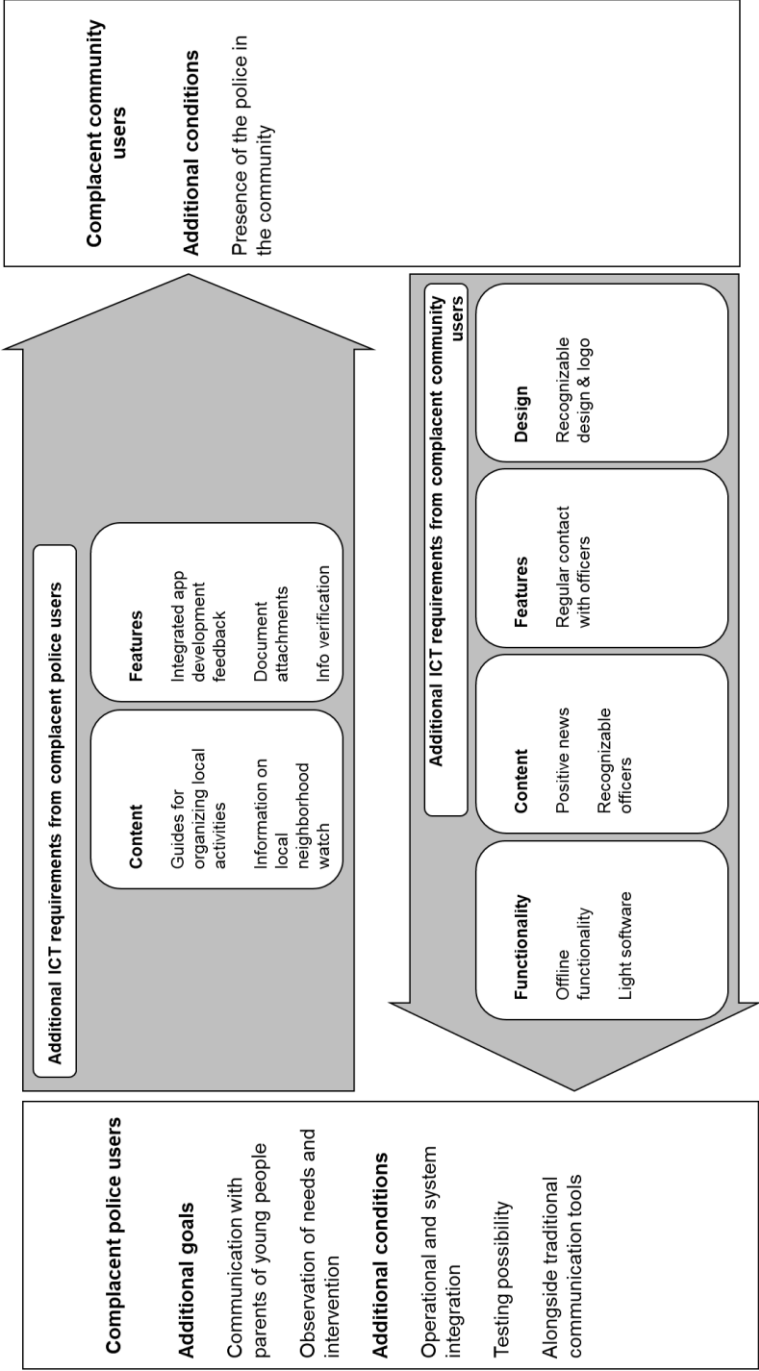 Complacent police users
Additional goals
Communication with
parents of young people
Observation of needs and
intervention
Additional conditions
Operational and system
integration
Testing possibility
Alongside traditional
communication tools
Additional ICT requirements from complacent police users
Content
Guides for
organizing local
activities
Information on
local
neighborhood
watch
Features
Integrated app
development
feedback
Document
attachments
Info verification
Additional ICT requirements from complacent community
users
Functionality
Offline
functionality
Light software
Content
Positive news
Recognizable
officers
Features
Regular contact
with officers
Design
Recognizable
design & logo
Complacent community
users
Additional conditions
Presence of the police in
the community